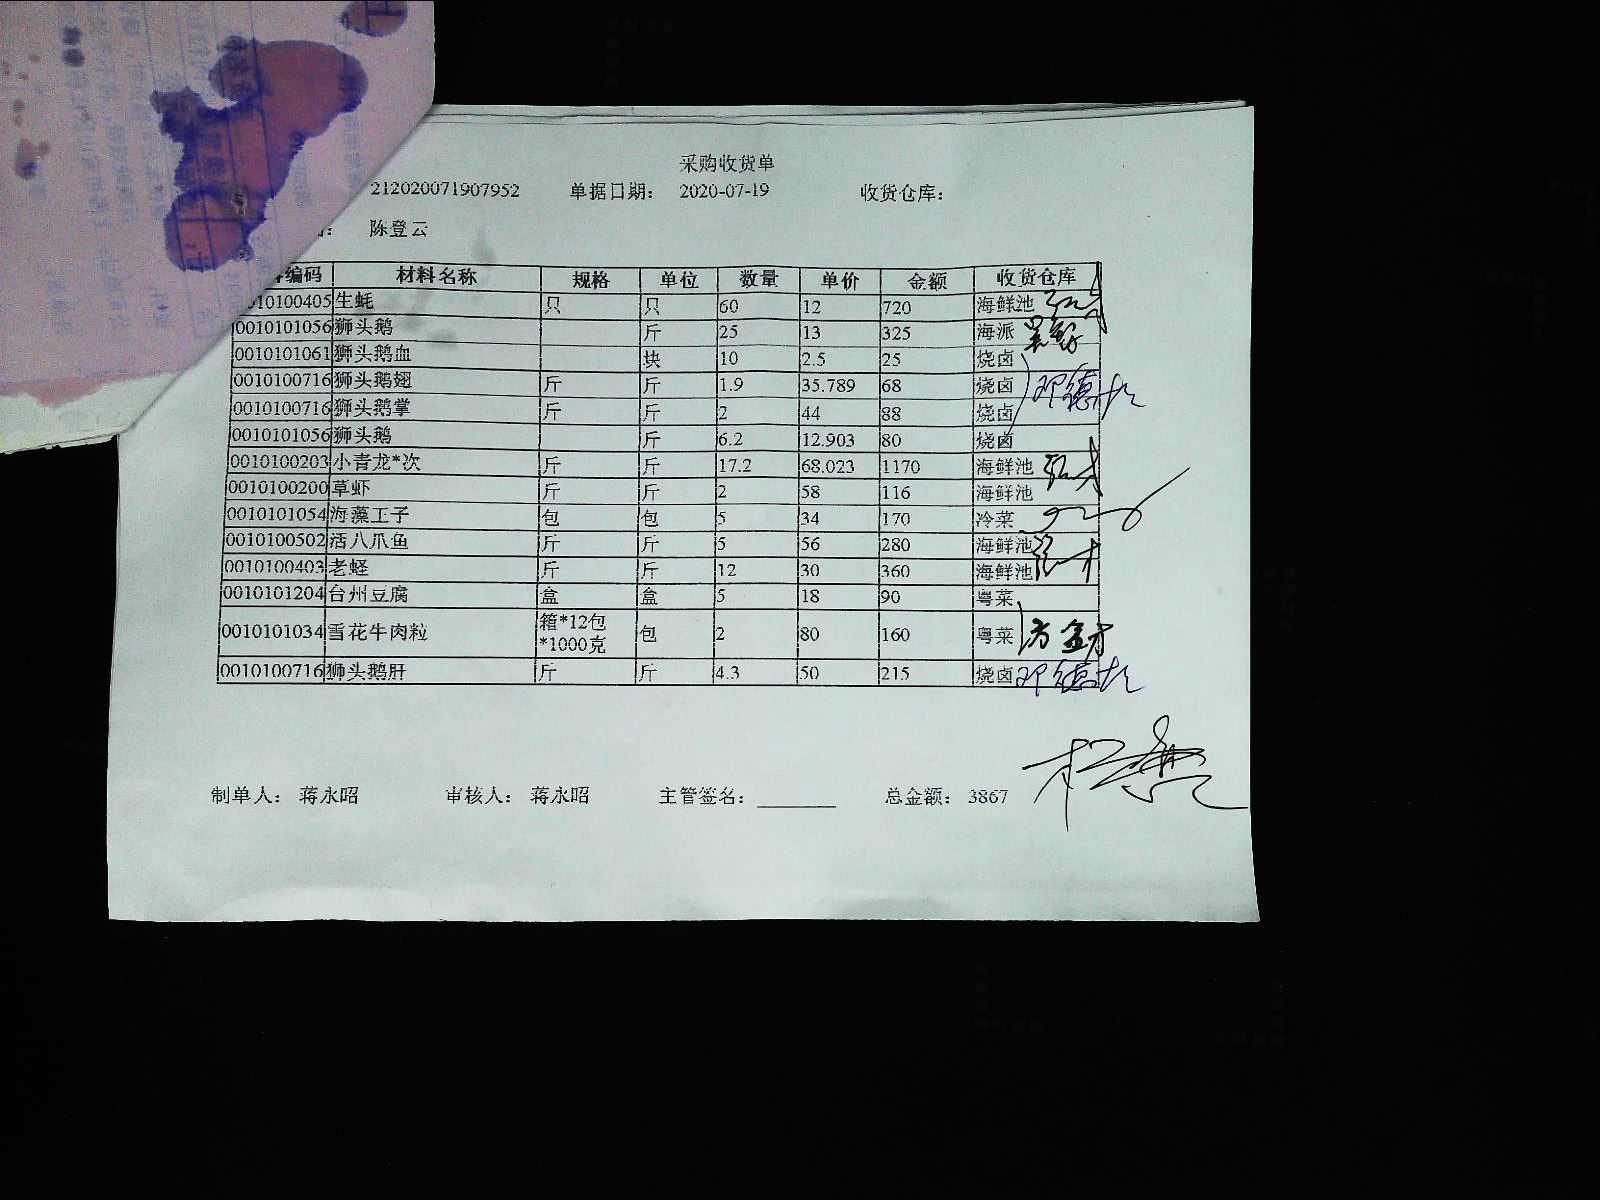 采购收货单
212020071907952 单据日期： 2020-07-19 收货仓库：
： 陈登云
编码 材料名称 规格 单位 数量 单价 金额 收货仓库
010100405 生蚝 只 只 60 12 720 海鲜池
0010101056 狮头鹅 斤 25 13 325 海派
0010101061 狮头鹅血 块 10 2.5 25 烧卤
0010100716 狮头鹅翅 斤 斤 1.9 35.789 68 烧卤 邓德
0010100716 狮头鹅掌 斤 斤 2 44 88 烧卤
0010101056 狮头鹅 斤 6.2 12.903 80 烧卤
0010100203 小青龙*次 斤 斤 17.2 68.023 1170 海鲜池
0010100200 草虾 斤 斤 2 58 116 海鲜池
0010101054 海藻王子 包 包 5 34 170 冷菜
0010100502 活八爪鱼 斤 斤 5 56 280 海鲜池
0010100403 老蛏 斤 斤 12 30 360 海鲜池
0010101204 台州豆腐 盒 盒 5 18 90 粤菜
0010101034 雪花牛肉粒 箱*12包*1000克 包 2 80 160 粤菜 方金才
0010100716 狮头鹅肝 斤 斤 4.3 50 215 烧卤 邓德
制单人： 蒋永昭 审核人： 蒋永昭 主管签名： 总金额： 3867